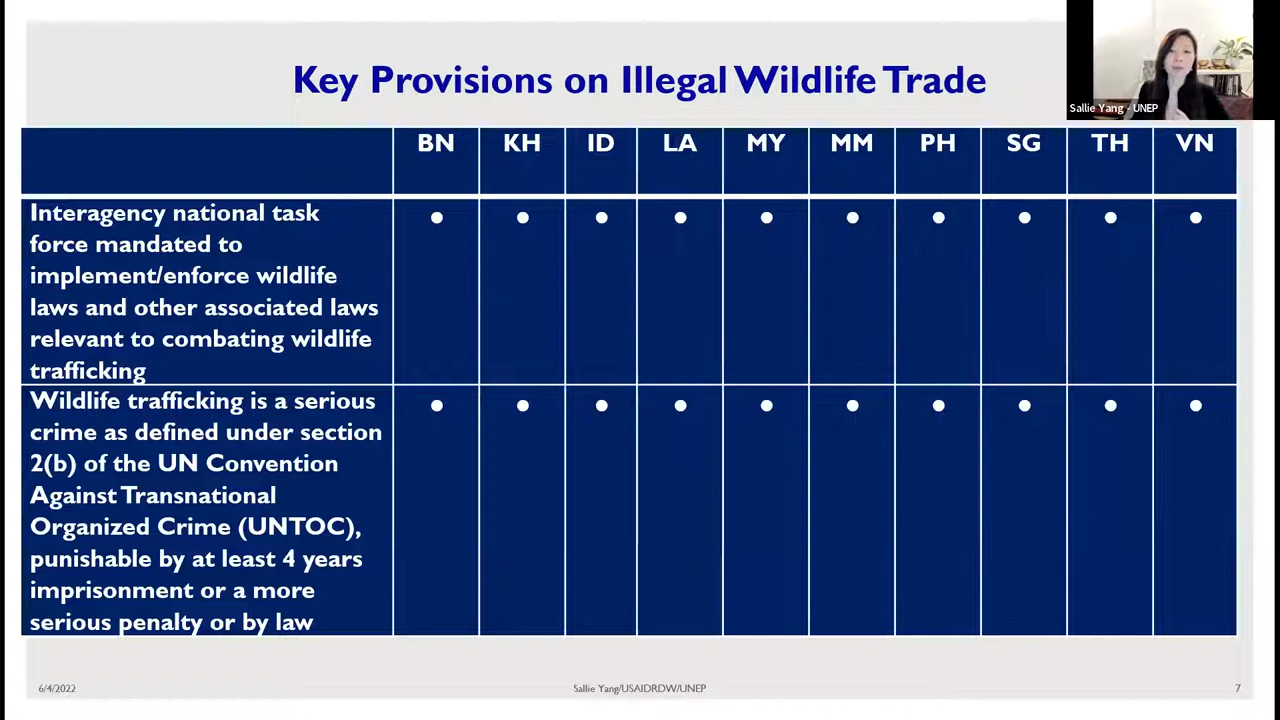 Key Provisions on Illegal Wildlife Trade
Sallie Yang - UNEP
BN KH ID LA MY MM PH SG TH VN
Interagency national task
force mandated to
implement/enforce wildlife
laws and other associated laws
relevant to combating wildlife
trafficking
● ● ● ● ● ● ● ● ● ●
Wildlife trafficking is a serious
crime as defined under section
2(b) of the UN Convention
Against Transnational
Organized Crime (UNTOC),
punishable by at least 4 years
imprisonment or a more
serious penalty or by law
● ● ● ● ● ● ● ● ● ●
6/4/2022
Sallie Yang/USAIDRDW/UNEP
7